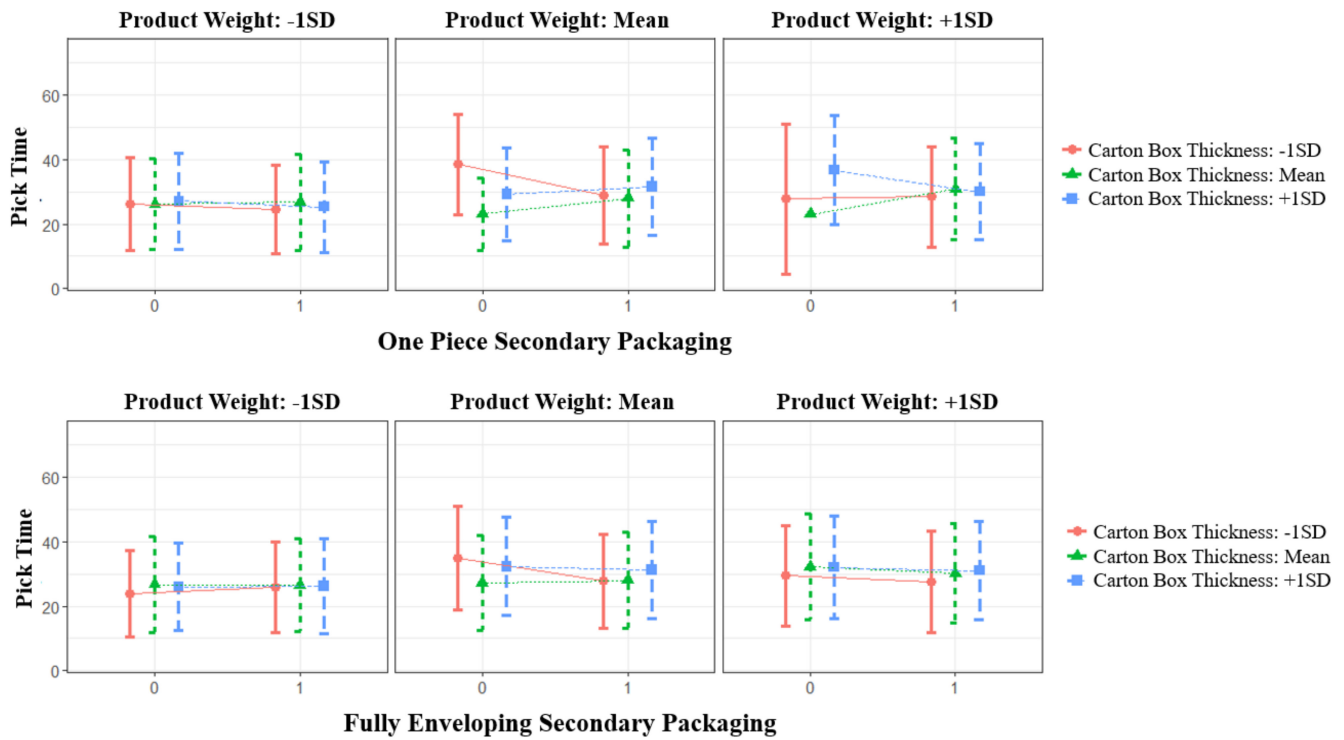 Product Weight: -1SD Product Weight: Mean Product Weight: +1SD
60
40
20
0
Pick Time
0 1 0 1 0 1
One Piece Secondary Packaging
Carton Box Thickness: -1SD
Carton Box Thickness: Mean
Carton Box Thickness: +1SD
Product Weight: -1SD Product Weight: Mean Product Weight: +1SD
60
40
20
0
Pick Time
0 1 0 1 0 1
Fully Enveloping Secondary Packaging
Carton Box Thickness: -1SD
Carton Box Thickness: Mean
Carton Box Thickness: +1SD